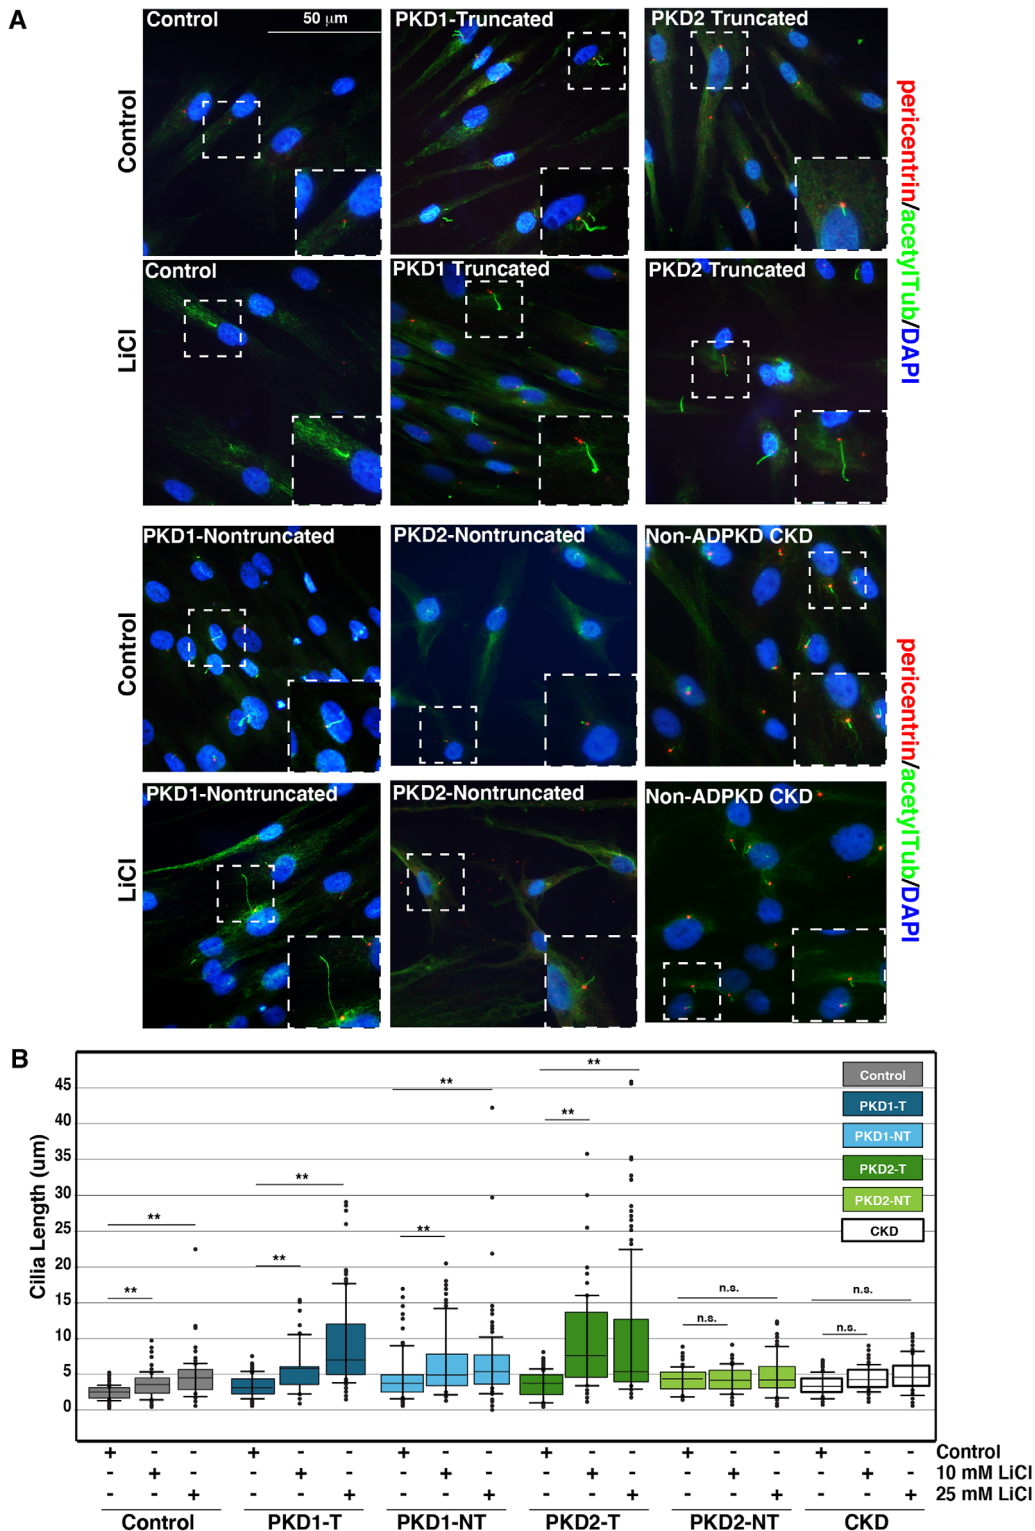 A
Control
50 μm
PKD1-Truncated
PKD2 Truncated
Control
pericentrin/acetylTub/DAPI
Control
PKD1 Truncated
PKD2 Truncated
LiCl
PKD1-Nontruncated
PKD2-Nontruncated
Non-ADPKD CKD
Control
pericentrin/acetylTub/DAPI
PKD1-Nontruncated
PKD2-Nontruncated
Non-ADPKD CKD
LiCl
B
Cilia Length (um)
45
40
35
30
25
20
15
10
5
0
**
**
**
**
**
**
**
**
n.s.
n.s.
n.s.
n.s.
Control
PKD1-T
PKD1-NT
PKD2-T
PKD2-NT
CKD
+ - - + - - + - - + - - + - - + - - Control
- + - - + - - + - - + - - + - - + - 10 mM LiCl
- - + - - + - - + - - + - - + - - + 25 mM LiCl
Control PKD1-T PKD1-NT PKD2-T PKD2-NT CKD